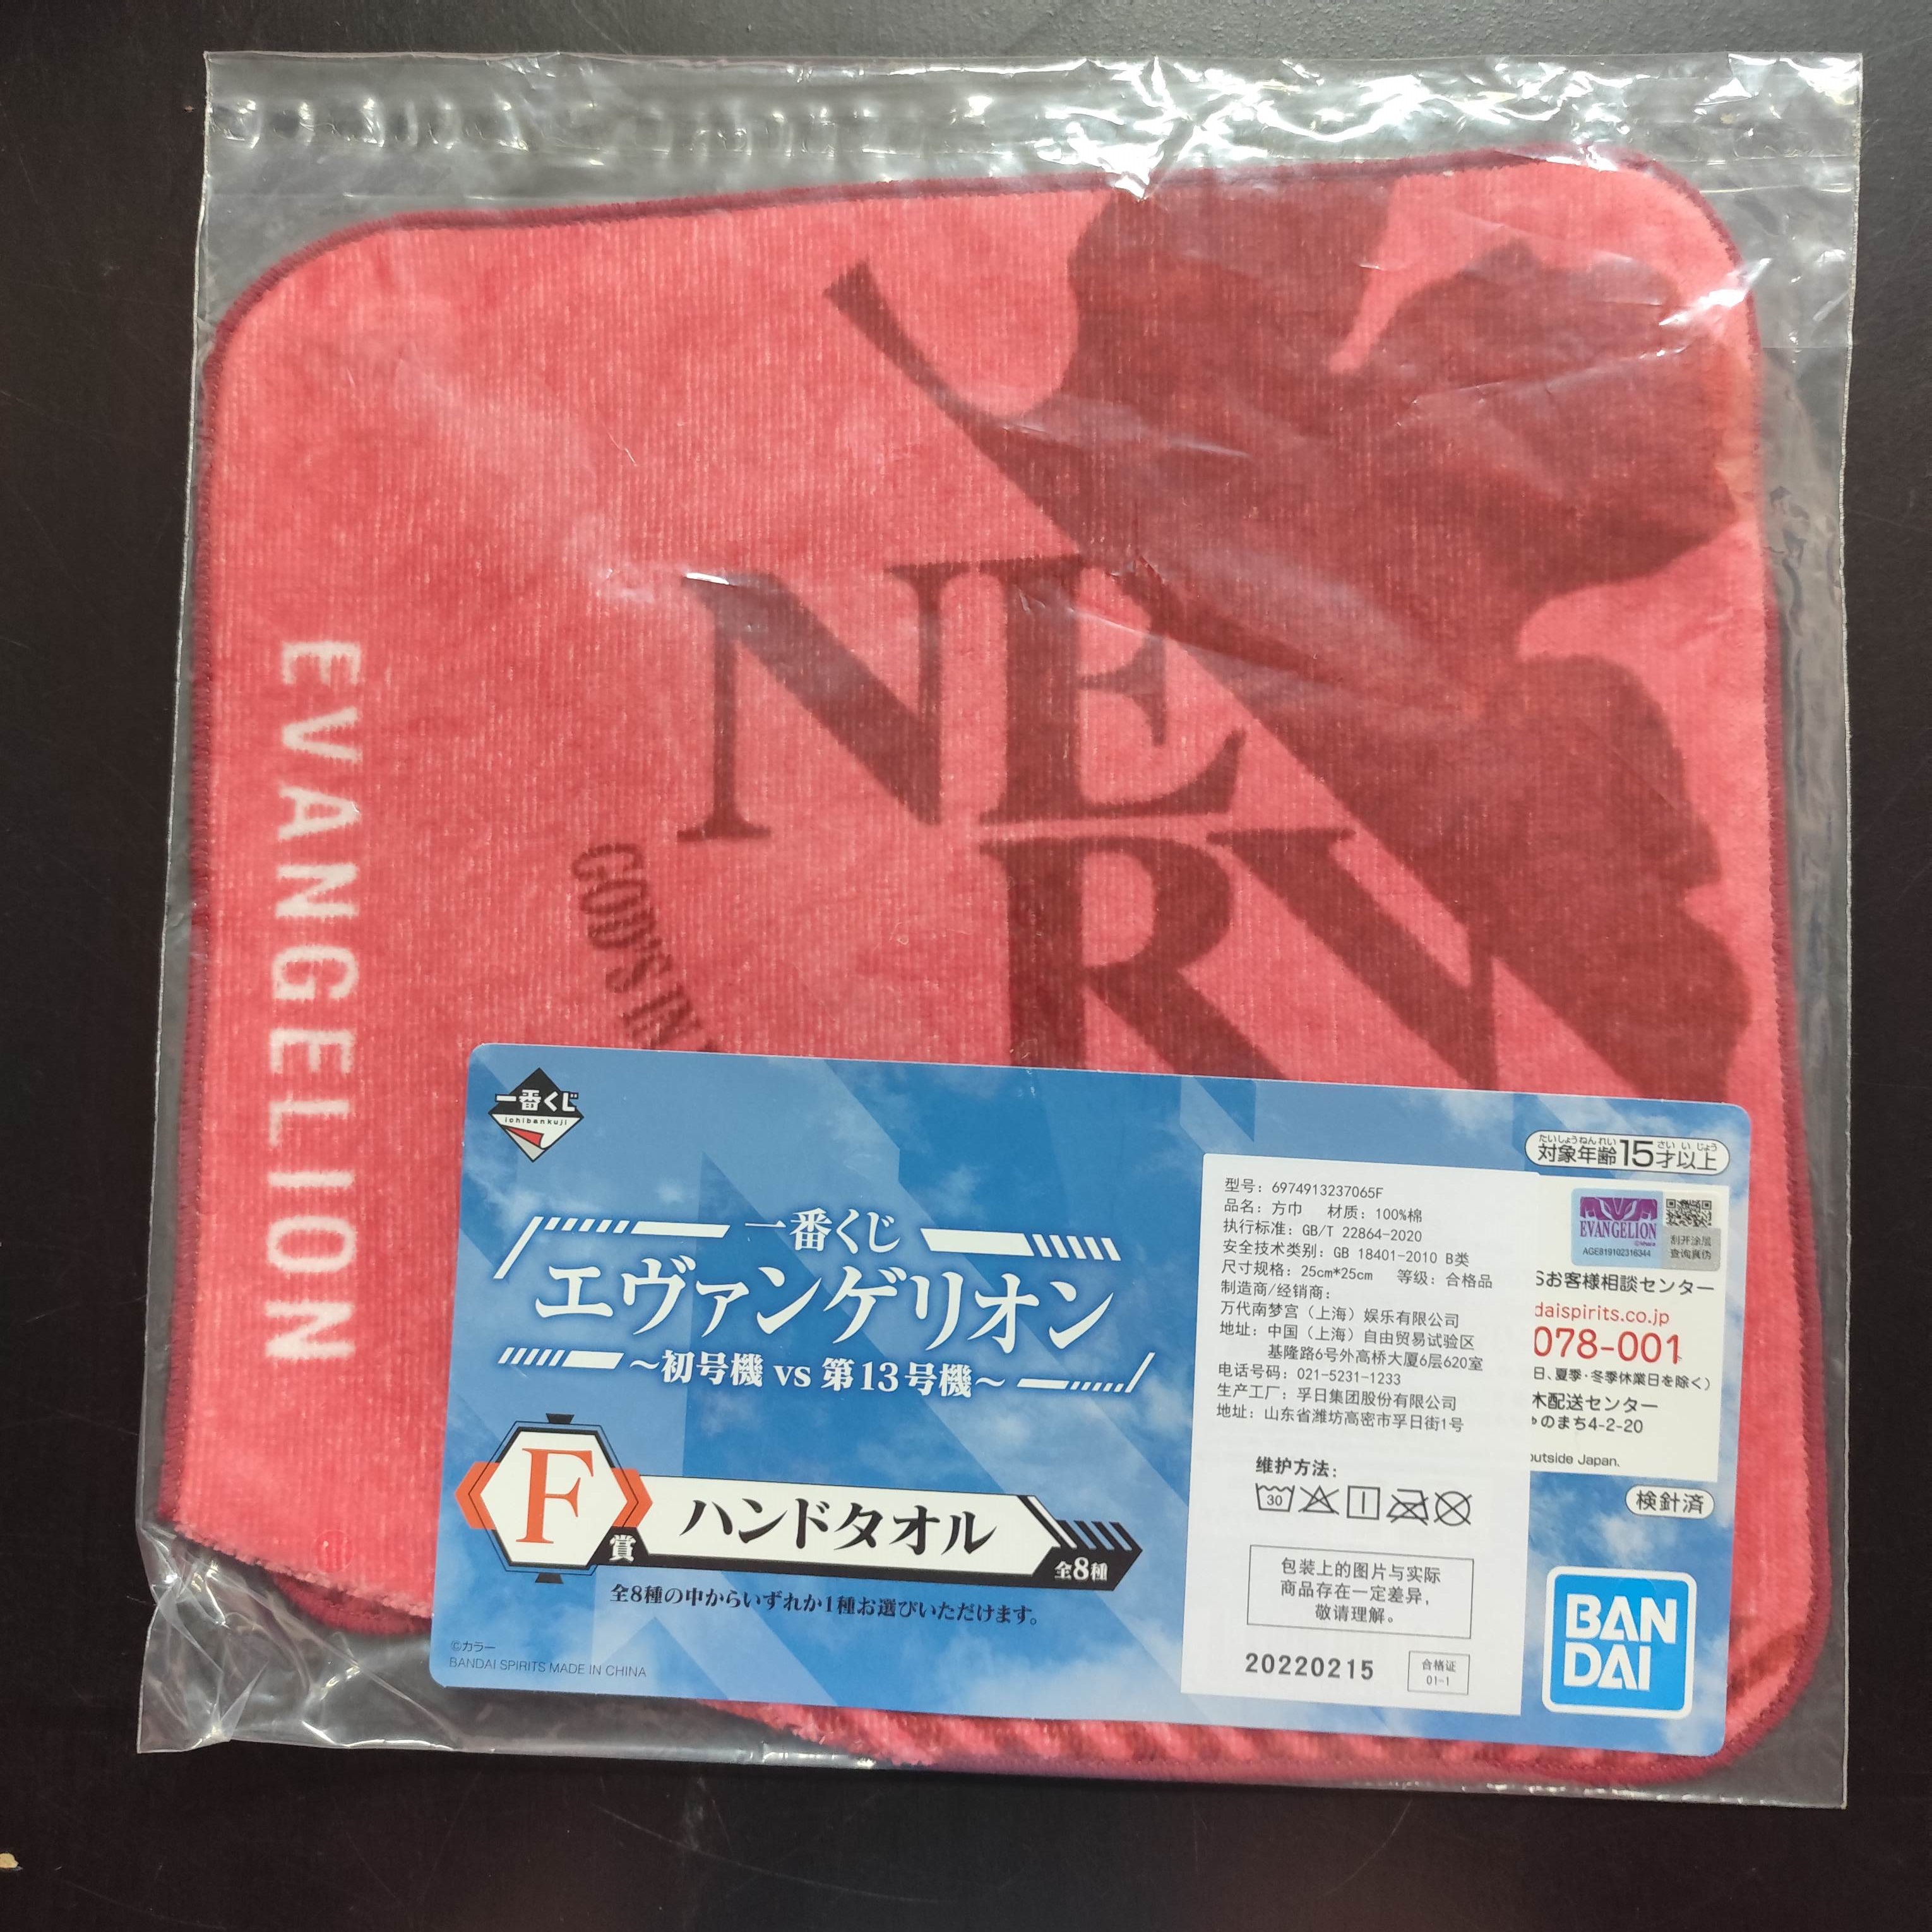 EVANGELION
NERV
GOD'S IN
一番くじ
ichibankuji
一番くじ
エヴァンゲリオン
～初号機 vs 第13号機～
F賞
ハンドタオル
全8種
全8種の中からいずれか1種お選びいただけます。
©カラー
BANDAI SPIRITS MADE IN CHINA
型号：6974913237065F
品名：方巾 材质：100%棉
执行标准：GB/T 22864-2020
安全技术类别：GB 18401-2010 B类
尺寸规格：25cm*25cm 等级：合格品
制造商/经销商：
万代南梦宫（上海）娱乐有限公司
地址：中国（上海）自由贸易试验区
基隆路6号外高桥大厦6层620室
电话号码：021-5231-1233
生产工厂：孚日集团股份有限公司
地址：山东省潍坊高密市孚日街1号
维护方法：
30
包装上的图片与实际
商品存在一定差异，
敬请理解。
20220215
合格证
01-1
たいしょうねんれい さい いじょう
対象年齢15才以上
EVANGELION
AGE819102316344
刮开涂层
查询真伪
Sお客様相談センター
daispirits.co.jp
078-001
日、夏季・冬季休業日を除く）
木配送センター
のまち4-2-20
outside Japan.
検針済
BAN
DAI